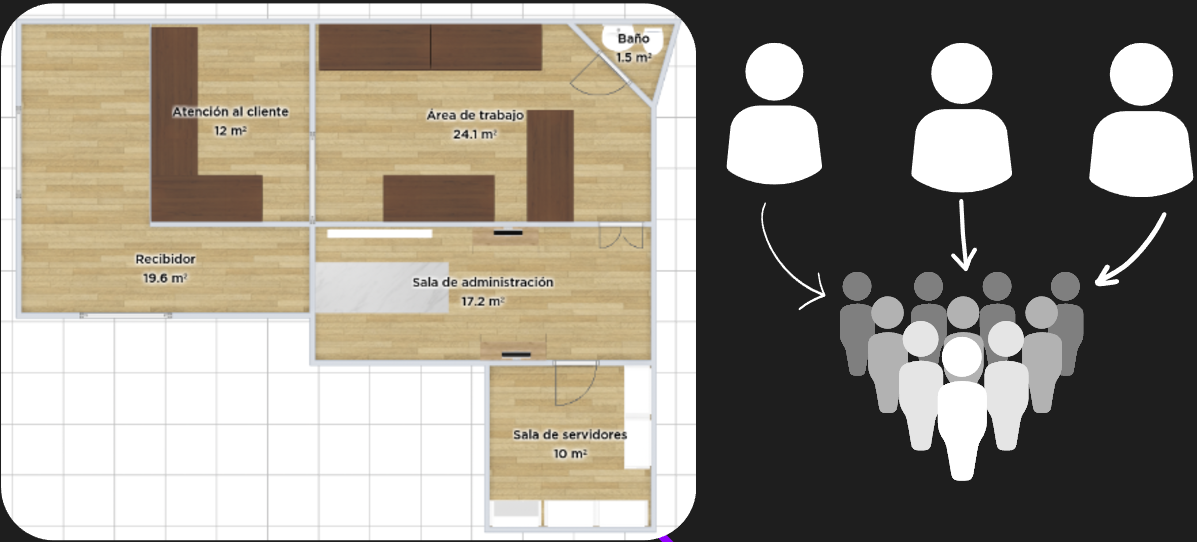 Baño
1.5 m²
Atención al cliente
12 m²
Área de trabajo
24.1 m²
Recibidor
19.6 m²
Sala de administración
17.2 m²
Sala de servidores
10 m²